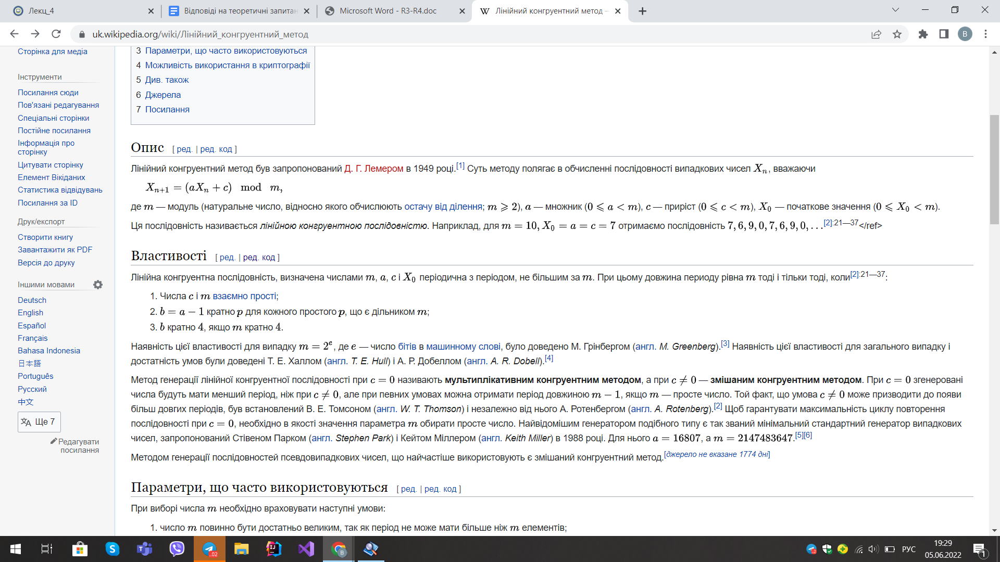 Лекц_4
Відповіді на теоретичні запитан
Microsoft Word - R3-R4.doc
Лінійний конгруентний метод –
uk.wikipedia.org/wiki/Лінійний_конгруентний_метод
B
Сторінка для медіа
Інструменти
Посилання сюди
Пов'язані редагування
Спеціальні сторінки
Постійне посилання
Інформація про
сторінку
Цитувати сторінку
Елемент Вікіданих
Статистика відвідувань
Посилання за ID
Друк/експорт
Створити книгу
Завантажити як PDF
Версія до друку
Іншими мовами
Deutsch
English
Español
Français
Bahasa Indonesia
日本語
Português
Русский
中文
Ще 7
Редагувати
посилання
3 Параметри, що часто використовуються
4 Можливість використання в криптографії
5 Див. також
6 Джерела
7 Посилання
Опис [ ред. | ред. код ]
Лінійний конгруентний метод був запропонований Д. Г. Лемером в 1949 році.[1] Суть методу полягає в обчисленні послідовності випадкових чисел Xₙ, вважаючи
Xₙ₊₁ = (aXₙ + c) mod m,
де m — модуль (натуральне число, відносно якого обчислюють остачу від ділення; m ⩾ 2), a — множник (0 ⩽ a < m), c — приріст (0 ⩽ c < m), X₀ — початкове значення (0 ⩽ X₀ < m).
Ця послідовність називається лінійною конгруентною послідовністю. Наприклад, для m = 10, X₀ = a = c = 7 отримаємо послідовність 7, 6, 9, 0, 7, 6, 9, 0, …[2]:21—37</ref>
Властивості [ ред. | ред. код ]
Лінійна конгруентна послідовність, визначена числами m, a, c і X₀ періодична з періодом, не більшим за m. При цьому довжина периоду рівна m тоді і тільки тоді, коли[2]:21—37:
1. Числа c і m взаємно прості;
2. b = a − 1 кратно p для кожного простого p, що є дільником m;
3. b кратно 4, якщо m кратно 4.
Наявність цієї властивості для випадку m = 2ᵉ, де e — число бітів в машинному слові, було доведено М. Грінбергом (англ. M. Greenberg).[3] Наявність цієї властивості для загального випадку і
достатність умов були доведені Т. Е. Халлом (англ. T. E. Hull) і А. Р. Добеллом (англ. A. R. Dobell).[4]
Метод генерації лінійної конгруентної послідовності при c = 0 називають мультиплікативним конгруентним методом, а при c ≠ 0 — змішаним конгруентним методом. При c = 0 згенеровані
числа будуть мати менший період, ніж при c ≠ 0, але при певних умовах можна отримати період довжиною m − 1, якщо m — просте число. Той факт, що умова c ≠ 0 може призводити до появи
більш довгих періодів, був встановлений В. Е. Томсоном (англ. W. T. Thomson) і незалежно від нього А. Ротенбергом (англ. A. Rotenberg).[2] Щоб гарантувати максимальність циклу повторення
послідовності при c = 0, необхідно в якості значення параметра m обирати просте число. Найвідомішим генератором подібного типу є так званий мінімальний стандартний генератор випадкових
чисел, запропонований Стівеном Парком (англ. Stephen Park) і Кейтом Міллером (англ. Keith Miller) в 1988 році. Для нього a = 16807, а m = 2147483647.[5][6]
Методом генерації послідовностей псевдовипадкових чисел, що найчастіше використовують є змішаний конгруентний метод.[джерело не вказане 1774 дні]
Параметри, що часто використовуються [ ред. | ред. код ]
При виборі числа m необхідно враховувати наступні умови:
1. число m повинно бути достатньо великим, так як період не може мати більше ніж m елементів;
..02
РУС
19:29
05.06.2022
1